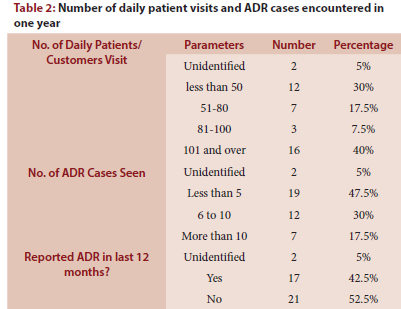 Table 2: Number of daily patient visits and ADR cases encountered in
one year
No. of Daily Patients/ Parameters Number Percentage
Customers Visit Unidentified 2 5%
less than 50 12 30%
51-80 7 17.5%
81-100 3 7.5%
101 and over 16 40%
No. of ADR Cases Seen Unidentified 2 5%
Less than 5 19 47.5%
6 to 10 12 30%
More than 10 7 17.5%
Reported ADR in last 12 Unidentified 2 5%
months? Yes 17 42.5%
No 21 52.5%